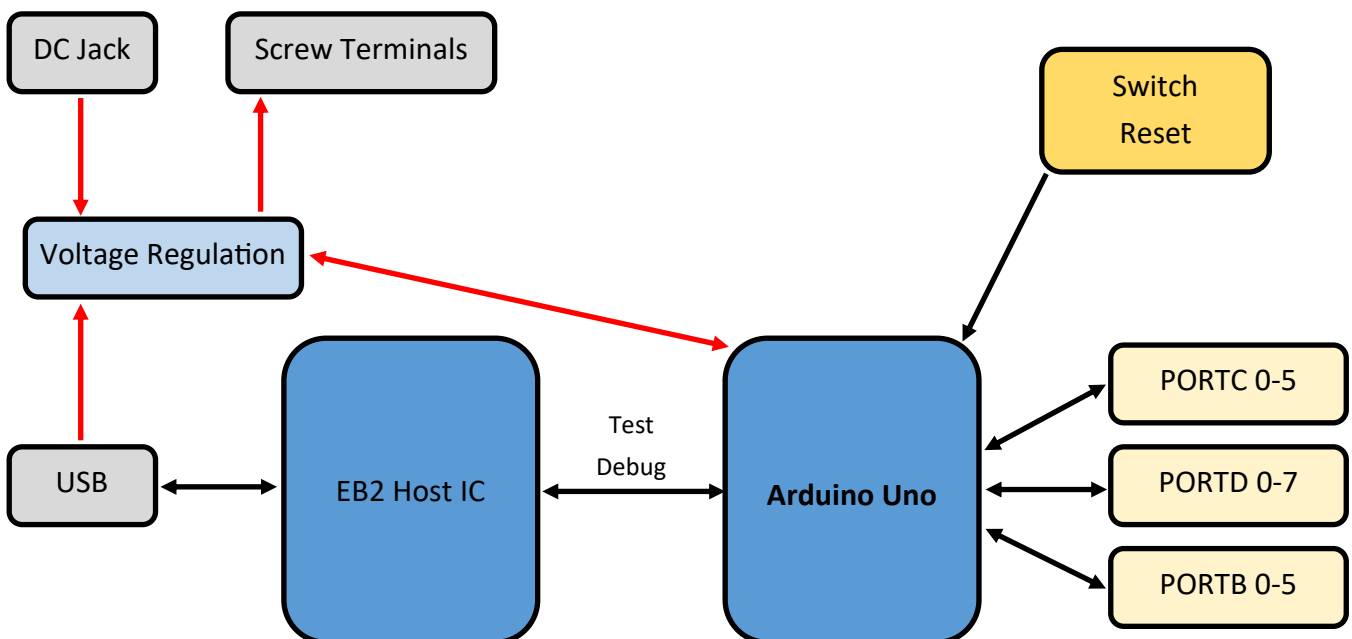 DC Jack
Screw Terminals
Switch
Reset
Voltage Regulation
PORTC 0-5
Test
Debug
USB
EB2 Host IC
Arduino Uno
PORTD 0-7
PORTB 0-5